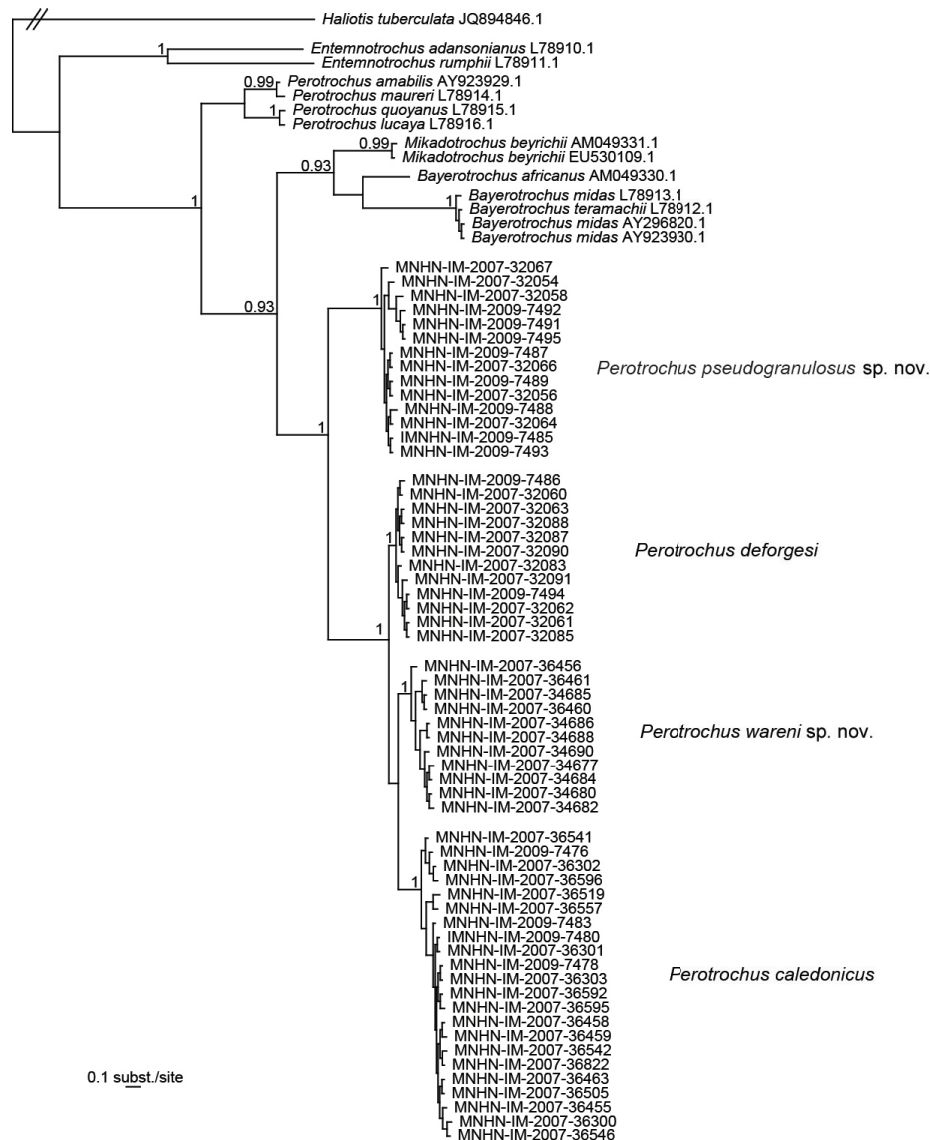 Haliotis tuberculata JQ894846.1
1
Entemnotrochus adansonianus L78910.1
Entemnotrochus rumphii L78911.1
0.99
Perotrochus amabilis AY923929.1
Perotrochus maureri L78914.1
1
Perotrochus quoyanus L78915.1
Perotrochus lucaya L78916.1
0.99
Mikadotrochus beyrichii AM049331.1
Mikadotrochus beyrichii EU530109.1
0.93
Bayerotrochus africanus AM049330.1
1
1
Bayerotrochus midas L78913.1
Bayerotrochus teramachii L78912.1
Bayerotrochus midas AY296820.1
Bayerotrochus midas AY923930.1
0.93
1
MNHN-IM-2007-32067
MNHN-IM-2007-32054
MNHN-IM-2007-32058
MNHN-IM-2009-7492
MNHN-IM-2009-7491
MNHN-IM-2009-7495
MNHN-IM-2009-7487
MNHN-IM-2007-32066
MNHN-IM-2009-7489
MNHN-IM-2007-32056
MNHN-IM-2009-7488
MNHN-IM-2007-32064
IMNHN-IM-2009-7485
MNHN-IM-2009-7493
Perotrochus pseudogranulosus sp. nov.
1
1
MNHN-IM-2009-7486
MNHN-IM-2007-32060
MNHN-IM-2007-32063
MNHN-IM-2007-32088
MNHN-IM-2007-32087
MNHN-IM-2007-32090
MNHN-IM-2007-32083
MNHN-IM-2007-32091
MNHN-IM-2009-7494
MNHN-IM-2007-32062
MNHN-IM-2007-32061
MNHN-IM-2007-32085
Perotrochus deforgesi
1
1
MNHN-IM-2007-36456
MNHN-IM-2007-36461
MNHN-IM-2007-34685
MNHN-IM-2007-36460
MNHN-IM-2007-34686
MNHN-IM-2007-34688
MNHN-IM-2007-34690
MNHN-IM-2007-34677
MNHN-IM-2007-34684
MNHN-IM-2007-34680
MNHN-IM-2007-34682
Perotrochus wareni sp. nov.
1
MNHN-IM-2007-36541
MNHN-IM-2009-7476
MNHN-IM-2007-36302
MNHN-IM-2007-36596
MNHN-IM-2007-36519
MNHN-IM-2007-36557
MNHN-IM-2009-7483
IMNHN-IM-2009-7480
MNHN-IM-2007-36301
MNHN-IM-2009-7478
MNHN-IM-2007-36303
MNHN-IM-2007-36592
MNHN-IM-2007-36595
MNHN-IM-2007-36458
MNHN-IM-2007-36459
MNHN-IM-2007-36542
MNHN-IM-2007-36822
MNHN-IM-2007-36463
MNHN-IM-2007-36505
MNHN-IM-2007-36455
MNHN-IM-2007-36300
MNHN-IM-2007-36546
Perotrochus caledonicus
0.1 subst./site